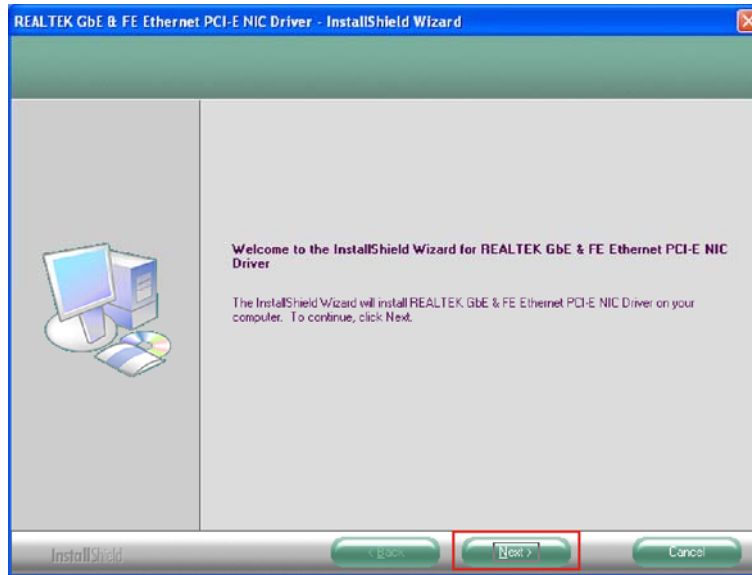 REALTEK GbE & FE Ethernet PCI-E NIC Driver - InstallShield Wizard
Welcome to the InstallShield Wizard for REALTEK GbE & FE Ethernet PCI-E NIC
Driver
The InstallShield Wizard will install REALTEK GbE & FE Ethernet PCI-E NIC Driver on your
computer. To continue, click Next.
InstallShield
< Back
Next >
Cancel